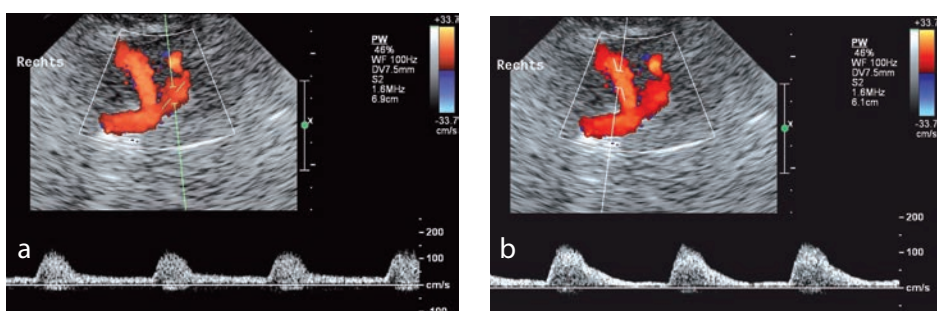 Rechts
PW
46%
WF 100Hz
DV7.5mm
S2
1.6MHz
6.9cm
+33.7
-33.7
cm/s
x
a
200
100
cm/s
-100
Rechts
PW
46%
WF 100Hz
DV7.5mm
S2
1.6MHz
6.1cm
+33.7
-33.7
cm/s
x
b
200
100
cm/s